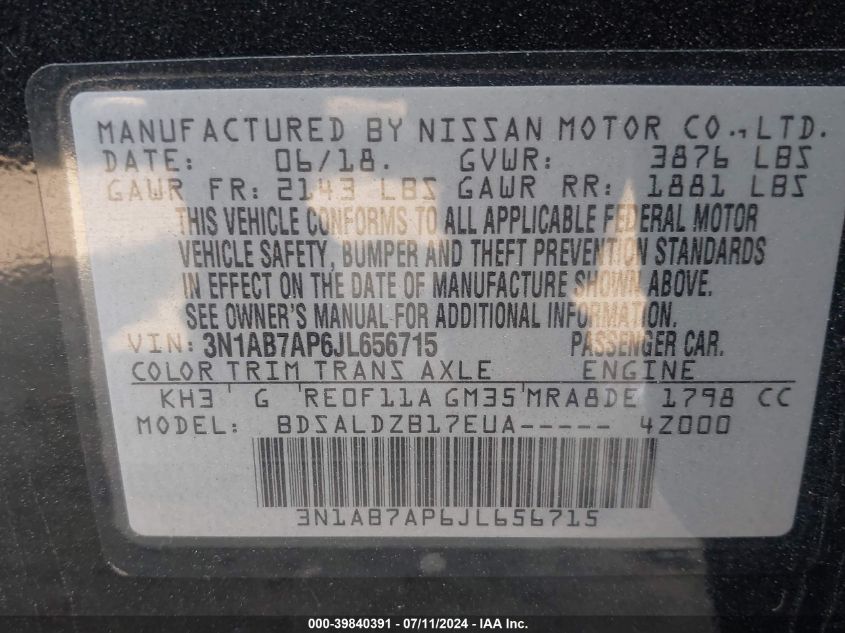 MANUFACTURED BY NISSAN MOTOR CO., LTD.
DATE: 06/18. GVWR: 3876 LBS
GAWR FR: 2143 LBS GAWR RR: 1881 LBS
THIS VEHICLE CONFORMS TO ALL APPLICABLE FEDERAL MOTOR
VEHICLE SAFETY, BUMPER AND THEFT PREVENTION STANDARDS
IN EFFECT ON THE DATE OF MANUFACTURE SHOWN ABOVE.
SEE OWNER'S MANUAL FOR ADDITIONAL INFORMATION.
VIN: 3N1AB7AP6JL656715 PASSENGER CAR.
COLOR TRIM TRANS AXLE ENGINE
KH3 G RE0F11A GM35 MRA8DE 1798 CC
MODEL: BDSALDZB17EUA----- 4Z000
3N1AB7AP6JL656715
000-39840391 - 07/11/2024 - IAA Inc.